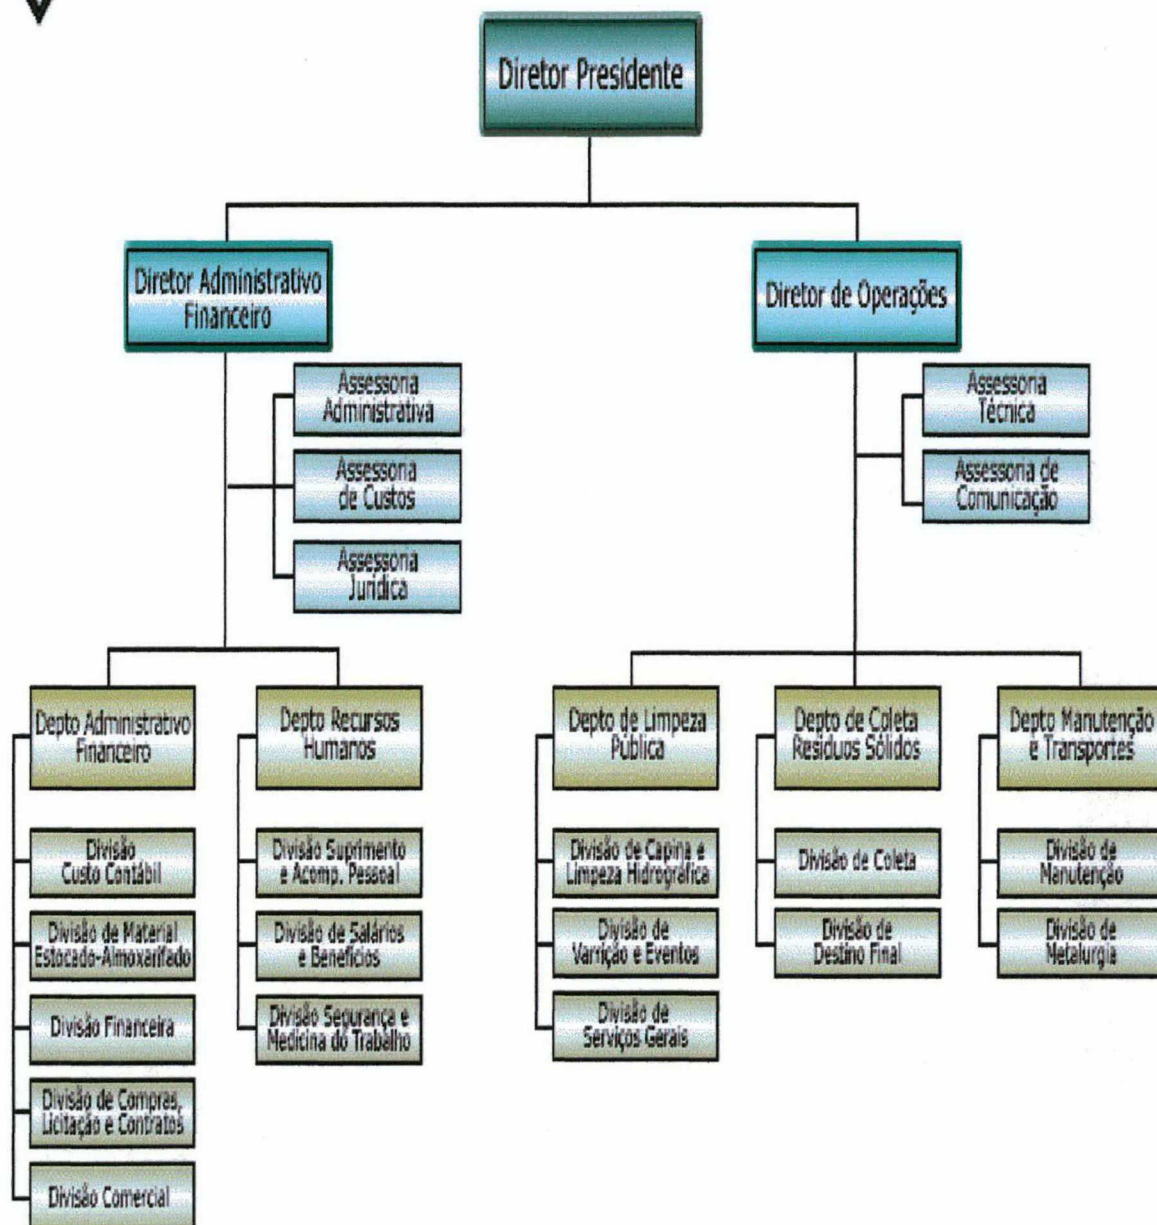 Diretor Presidente
Diretor Administrativo
Financeiro
Diretor de Operações
Assessoria
Administrativa
Assessoria
de Custos
Assessoria
Jurídica
Assessoria
Técnica
Assessoria de
Comunicação
Depto Administrativo
Financeiro
Divisão
Custo Contábil
Divisão de Material
Estocado-Almoxarifado
Divisão Financeira
Divisão de Compras,
Licitação e Contratos
Divisão Comercial
Depto Recursos
Humanos
Divisão Suprimento
e Acomp. Pessoal
Divisão de Salários
e Benefícios
Divisão Segurança e
Medicina do Trabalho
Depto de Limpeza
Pública
Divisão de Capina e
Limpeza Hidrográfica
Divisão de
Varrição e Eventos
Divisão de
Serviços Gerais
Depto de Coleta
Resíduos Sólidos
Divisão de Coleta
Divisão de
Destino Final
Depto Manutenção
e Transportes
Divisão de
Manutenção
Divisão de
Metalurgia